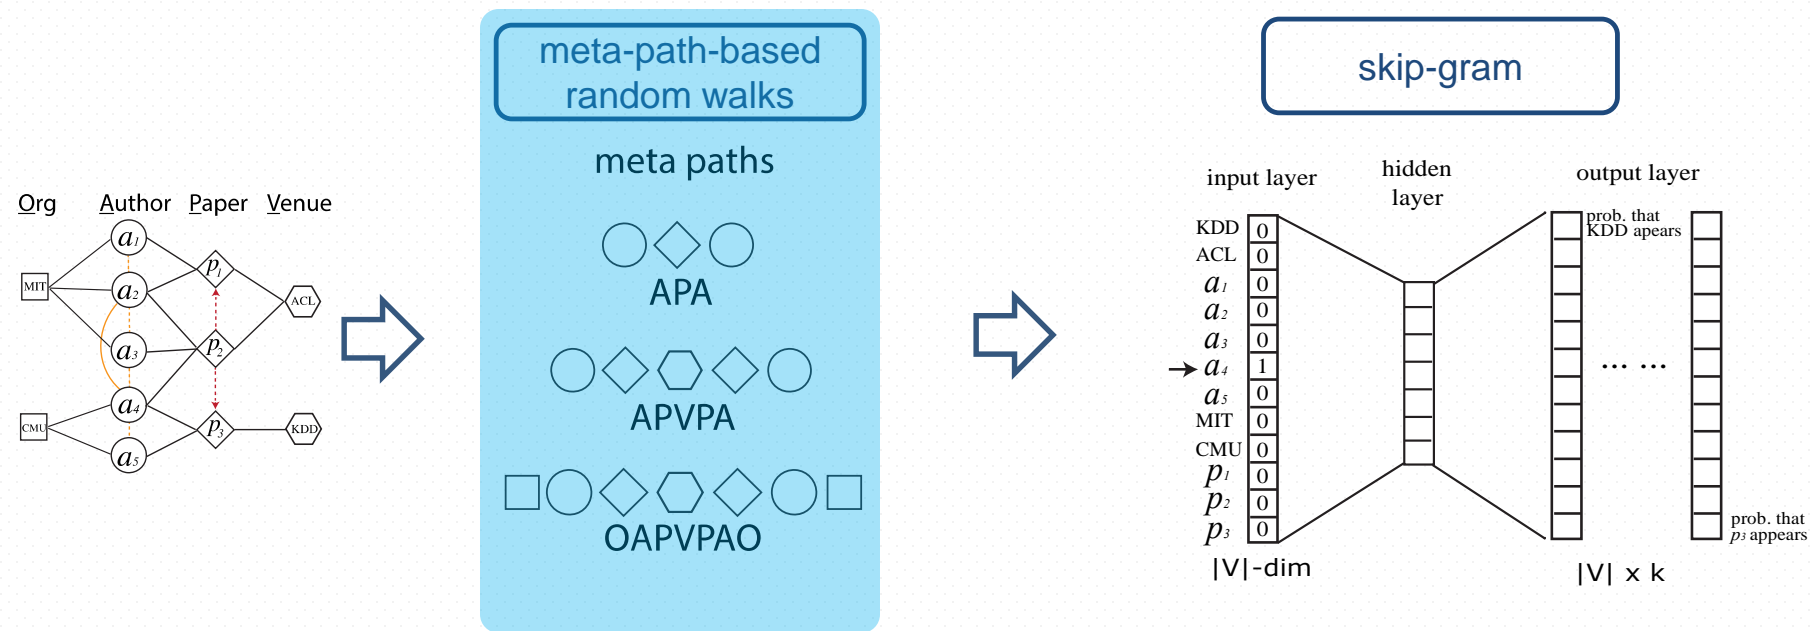 Org Author Paper Venue
a1
a2
a3
a4
a5
MIT
CMU
p1
p2
p3
ACL
KDD
meta-path-based
random walks
meta paths
APA
APVPA
OAPVPAO
skip-gram
input layer
hidden
layer
output layer
KDD 0
ACL 0
a1 0
a2 0
a3 0
a4 1
a5 0
MIT 0
CMU 0
p1 0
p2 0
p3 0
|V|-dim
prob. that
KDD apears
... ...
prob. that
p3 appears
|V| x k